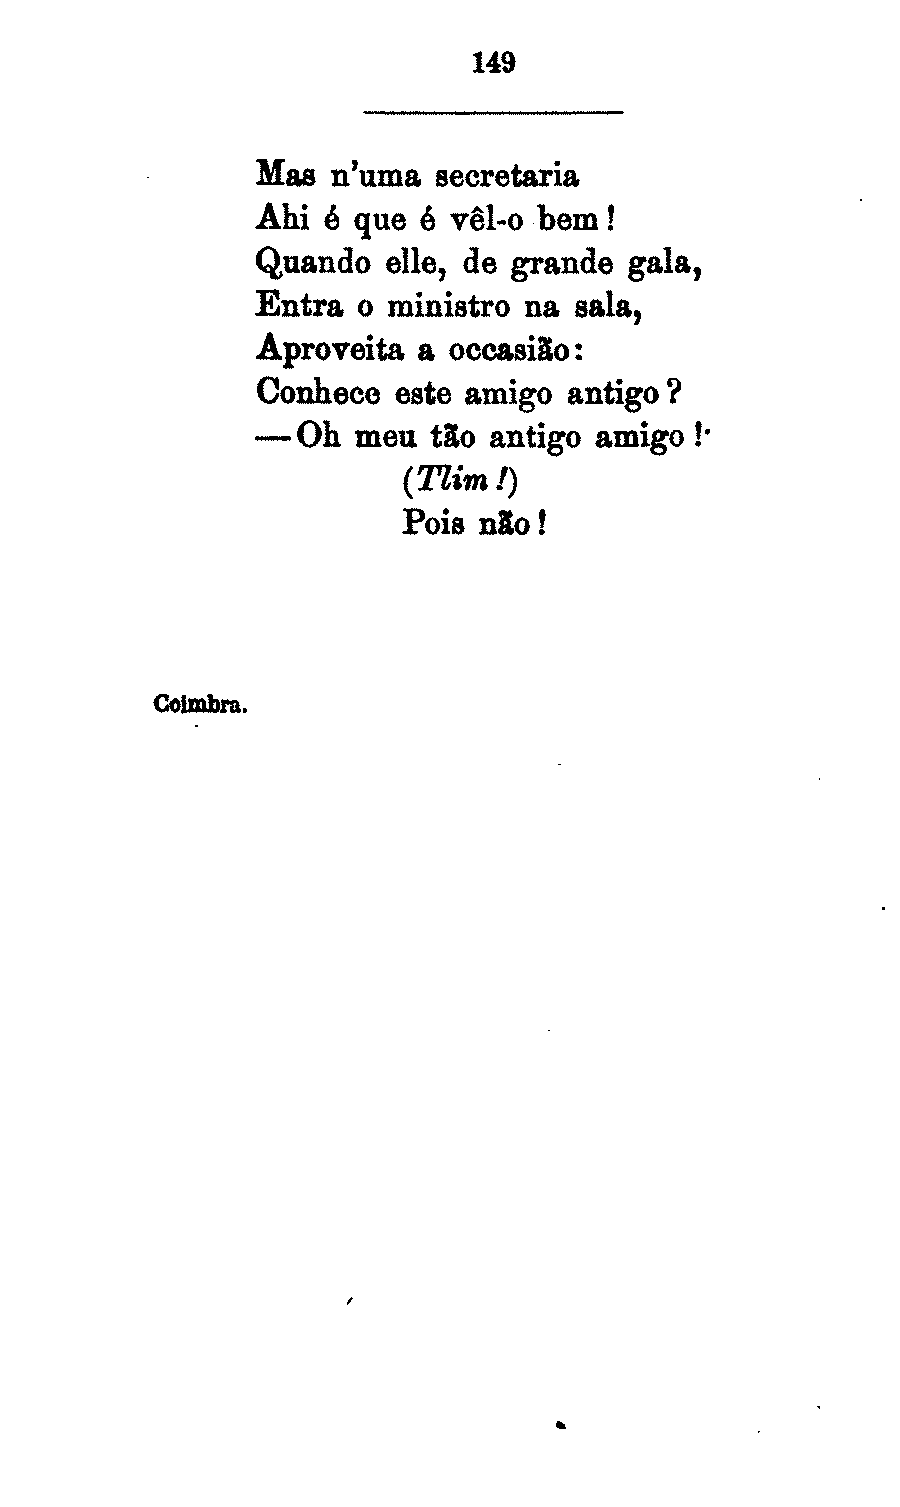 149
Mas n'uma secretaria
Ahi é que é vêl-o bem!
Quando elle, de grande gala,
Entra o ministro na sala,
Aproveita a occasião:
Conhece este amigo antigo?
—Oh meu tão antigo amigo!
(Tlim!)
Pois não!
Coimbra.